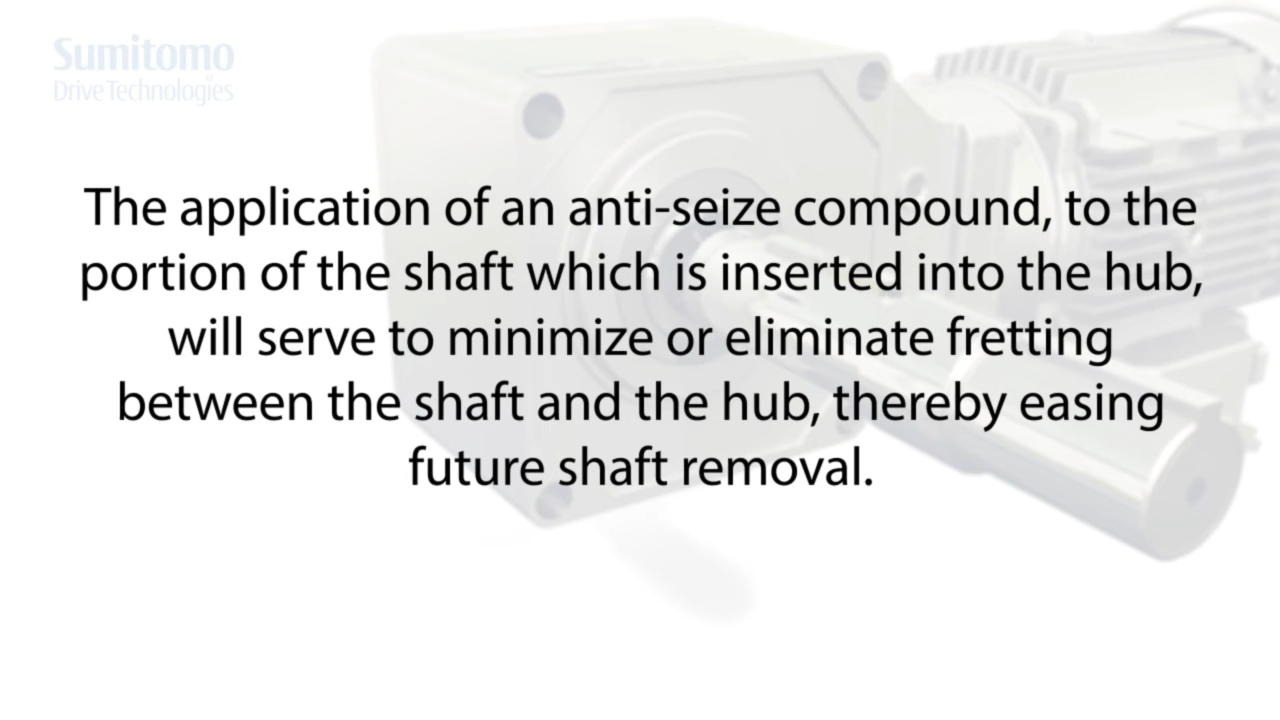 Sumitomo
Drive Technologies
The application of an anti-seize compound, to the
portion of the shaft which is inserted into the hub,
will serve to minimize or eliminate fretting
between the shaft and the hub, thereby easing
future shaft removal.